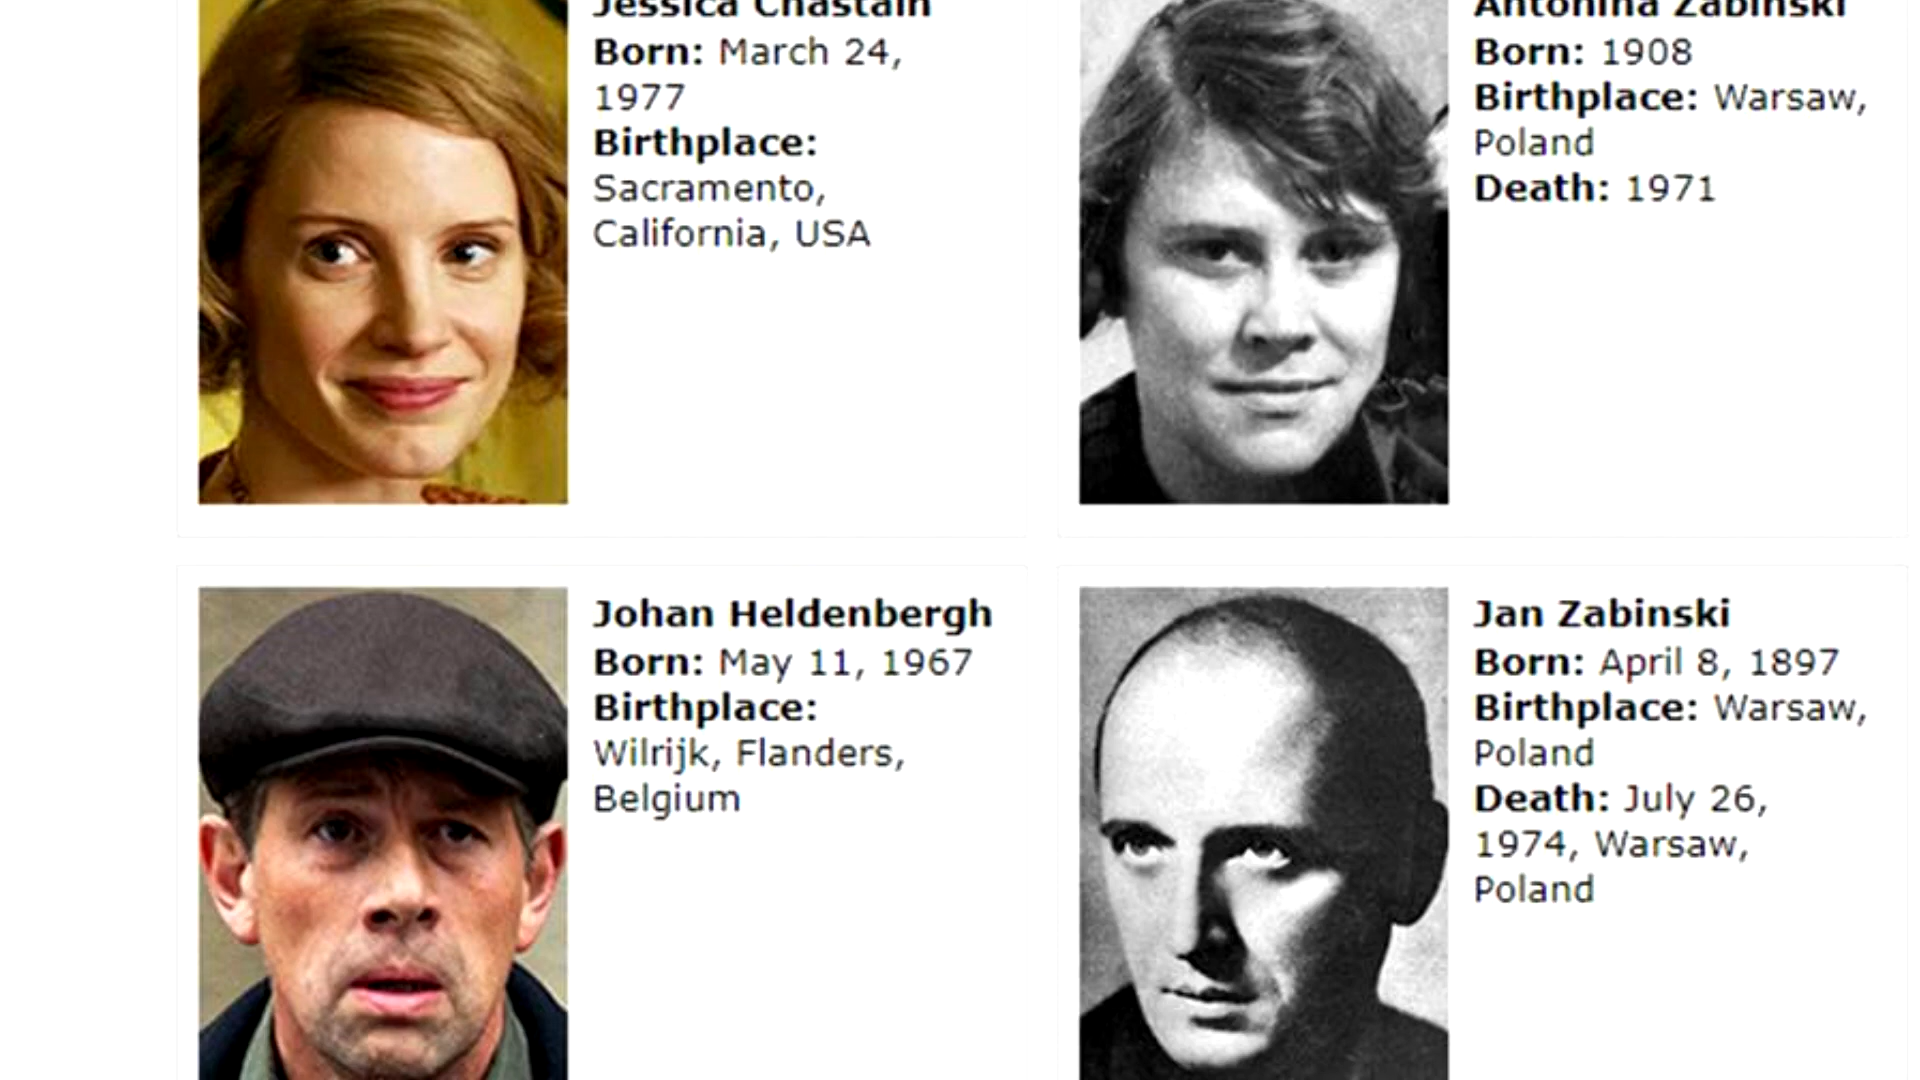 Jessica Chastain
Born: March 24,
1977
Birthplace:
Sacramento,
California, USA
Antonina Zabinski
Born: 1908
Birthplace: Warsaw,
Poland
Death: 1971
Johan Heldenbergh
Born: May 11, 1967
Birthplace:
Wilrijk, Flanders,
Belgium
Jan Zabinski
Born: April 8, 1897
Birthplace: Warsaw,
Poland
Death: July 26,
1974, Warsaw,
Poland